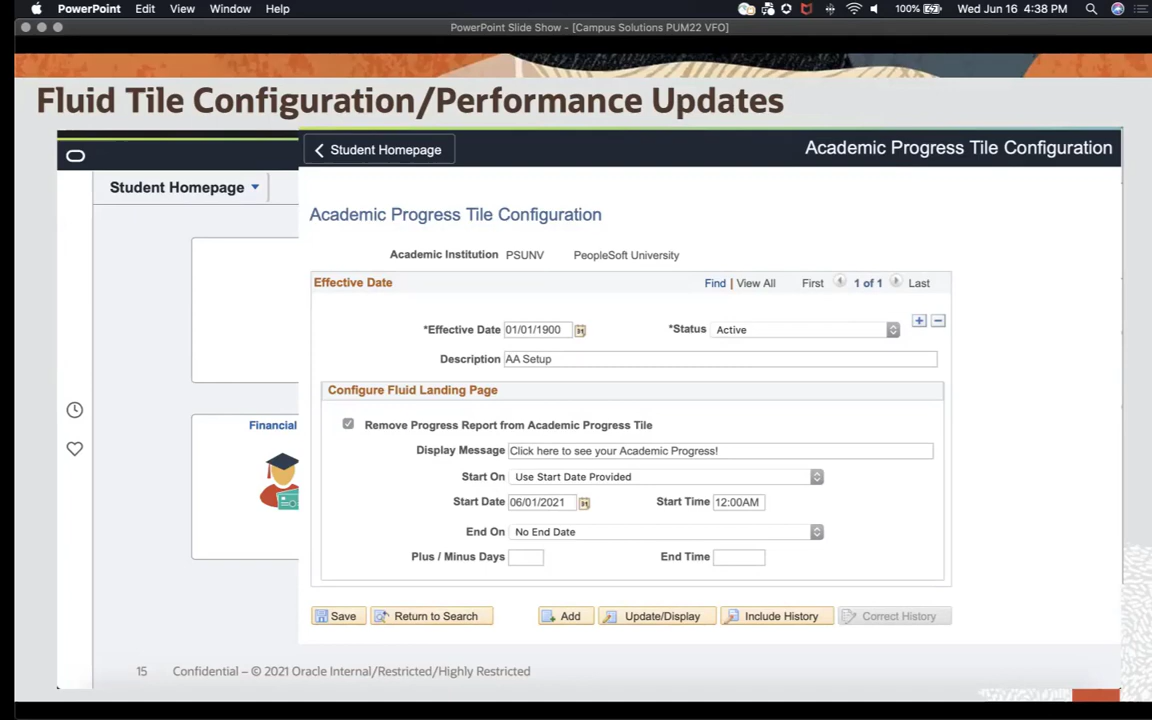 PowerPoint Edit View Window Help 100% Wed Jun 16 4:38 PM
PowerPoint Slide Show - [Campus Solutions PUM22 VFO]
Fluid Tile Configuration/Performance Updates
Student Homepage
Academic Progress Tile Configuration
Student Homepage
Academic Progress Tile Configuration
Academic Institution PSUNV PeopleSoft University
Effective Date Find | View All First 1 of 1 Last
*Effective Date 01/01/1900 31 *Status Active
Description AA Setup
Configure Fluid Landing Page
Remove Progress Report from Academic Progress Tile
Financial
Display Message Click here to see your Academic Progress!
Start On Use Start Date Provided
Start Date 06/01/2021 31 Start Time 12:00AM
End On No End Date
Plus / Minus Days End Time
Save Return to Search Add Update/Display Include History Correct History
15 Confidential – © 2021 Oracle Internal/Restricted/Highly Restricted